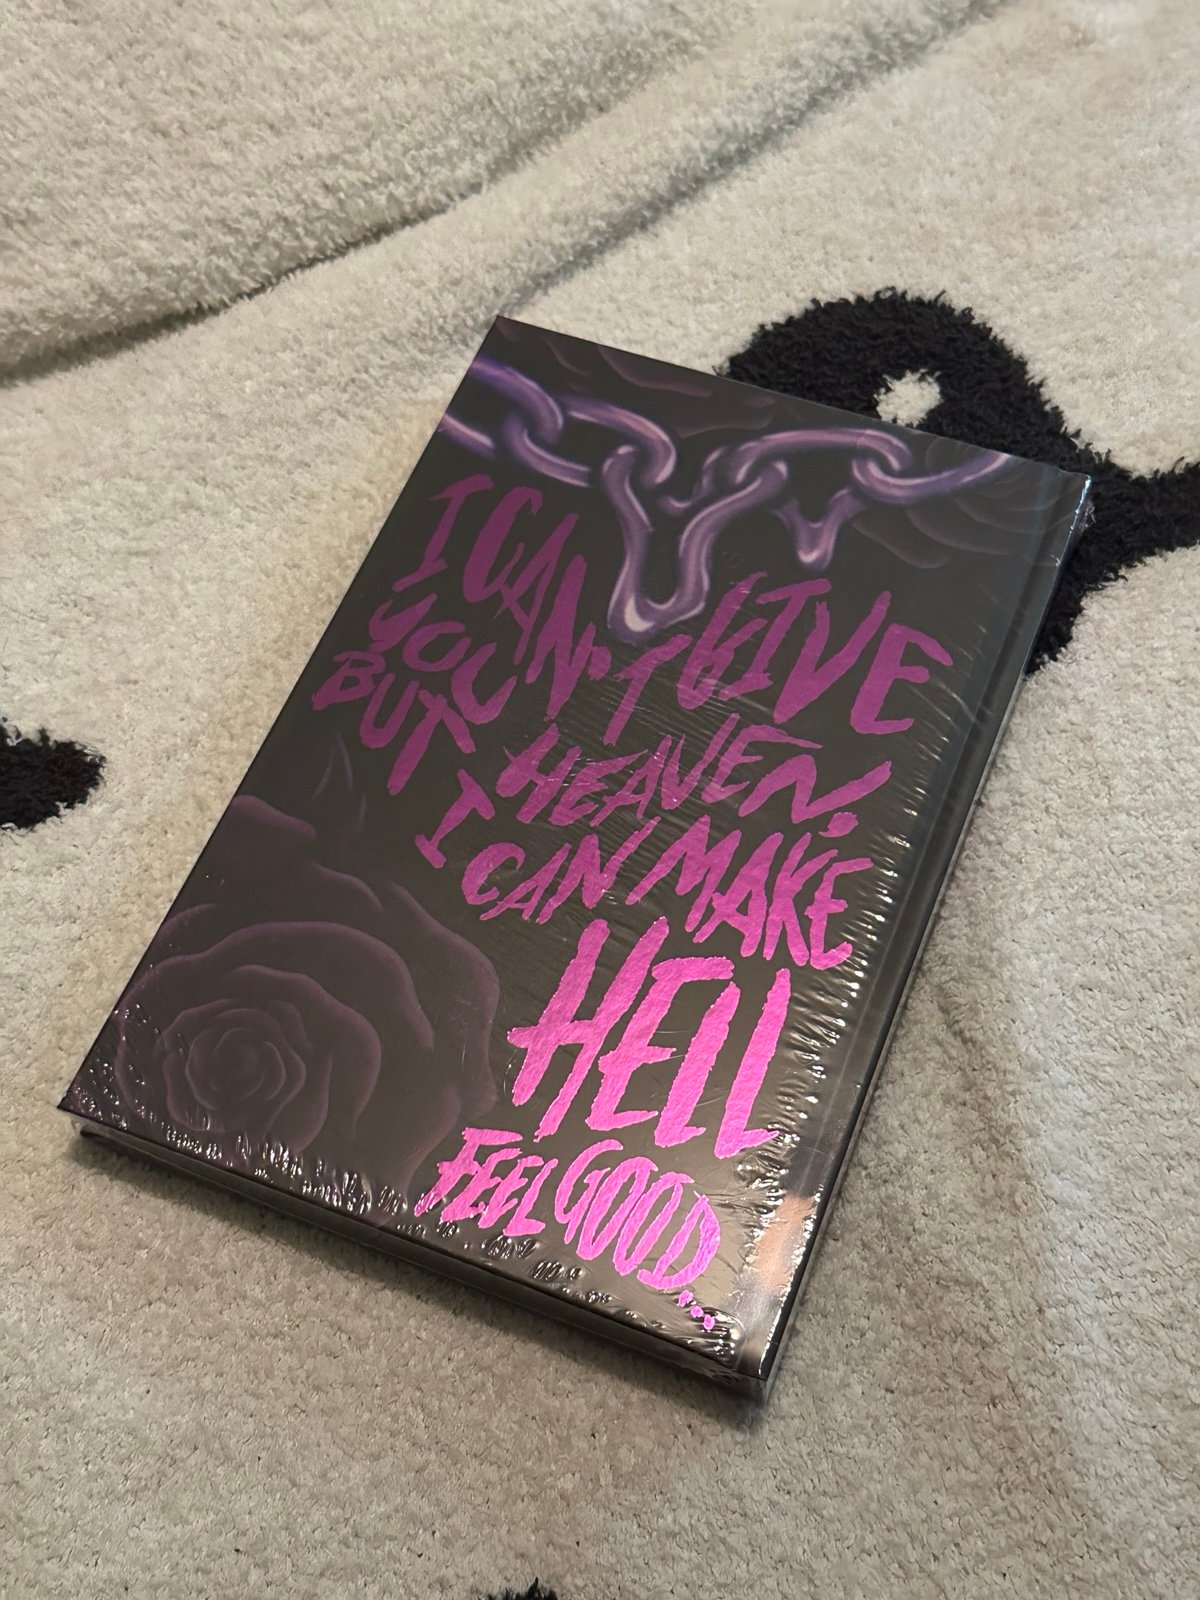 I CAN'T GIVE
YOU HEAVEN,
BUT I CAN MAKE
HELL
FEEL GOOD...